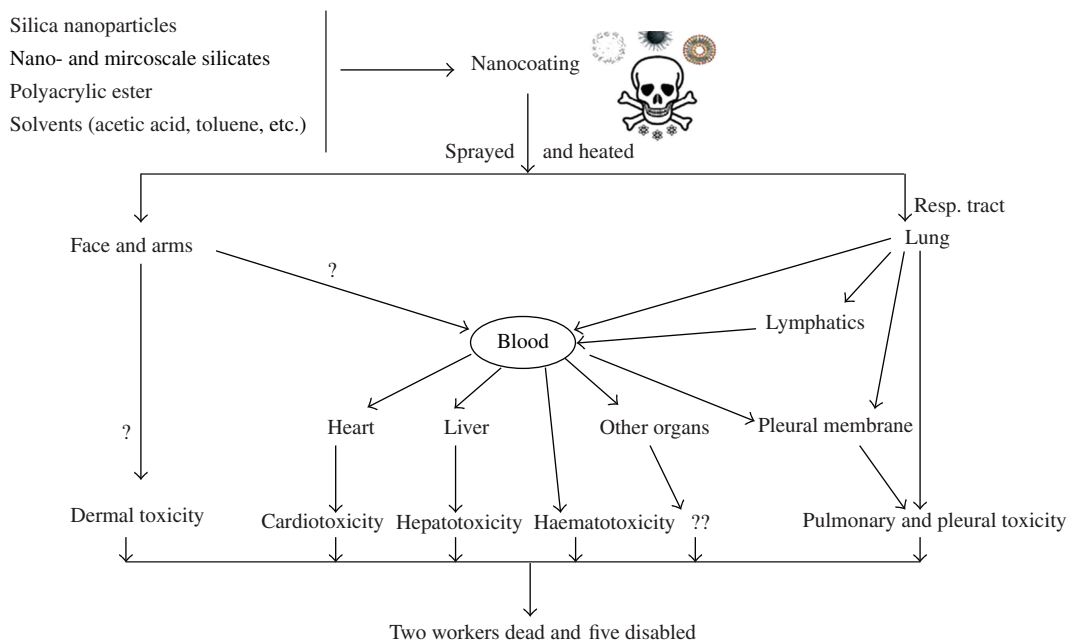 Silica nanoparticles
Nano- and mircoscale silicates
Polyacrylic ester
Solvents (acetic acid, toluene, etc.)
Nanocoating
Sprayed and heated
Resp. tract
Face and arms
Lung
?
Lymphatics
Blood
?
Heart
Liver
Other organs
Pleural membrane
Dermal toxicity
Cardiotoxicity
Hepatotoxicity
Haematotoxicity
??
Pulmonary and pleural toxicity
Two workers dead and five disabled